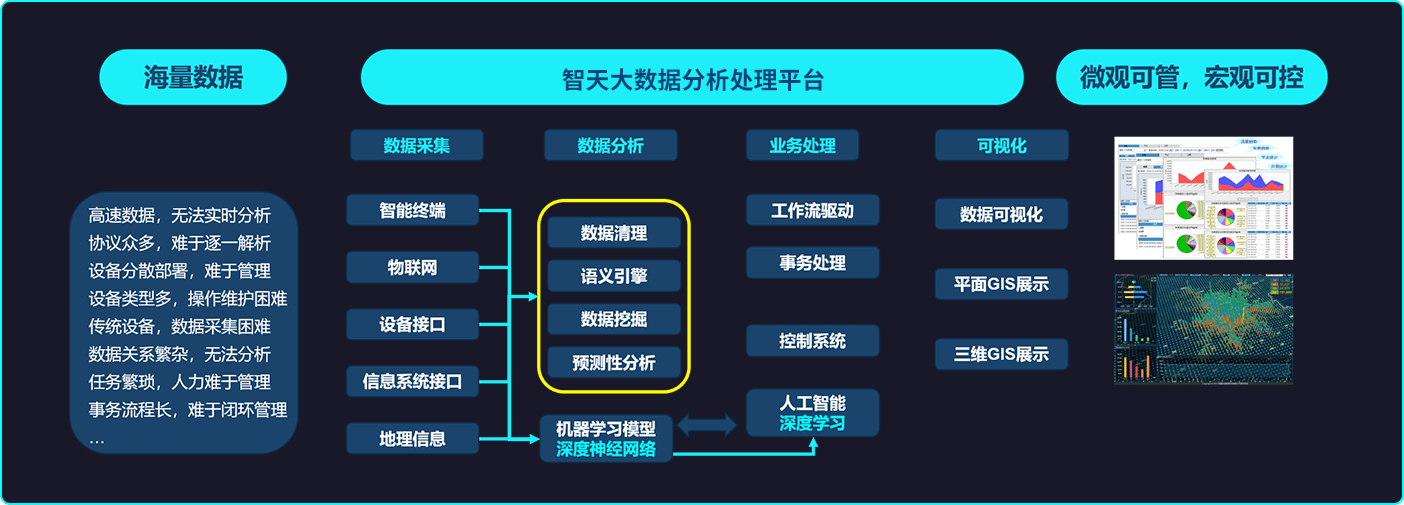 海量数据
智天大数据分析处理平台
微观可管，宏观可控
数据采集
数据分析
业务处理
可视化
高速数据，无法实时分析
协议众多，难于逐一解析
设备分散部署，难于管理
设备类型多，操作维护困难
传统设备，数据采集困难
数据关系繁杂，无法分析
任务繁琐，人力难于管理
事务流程长，难于闭环管理
...
智能终端
物联网
设备接口
信息系统接口
地理信息
数据清理
语义引擎
数据挖掘
预测性分析
机器学习模型
深度神经网络
工作流驱动
事务处理
控制系统
人工智能
深度学习
数据可视化
平面GIS展示
三维GIS展示